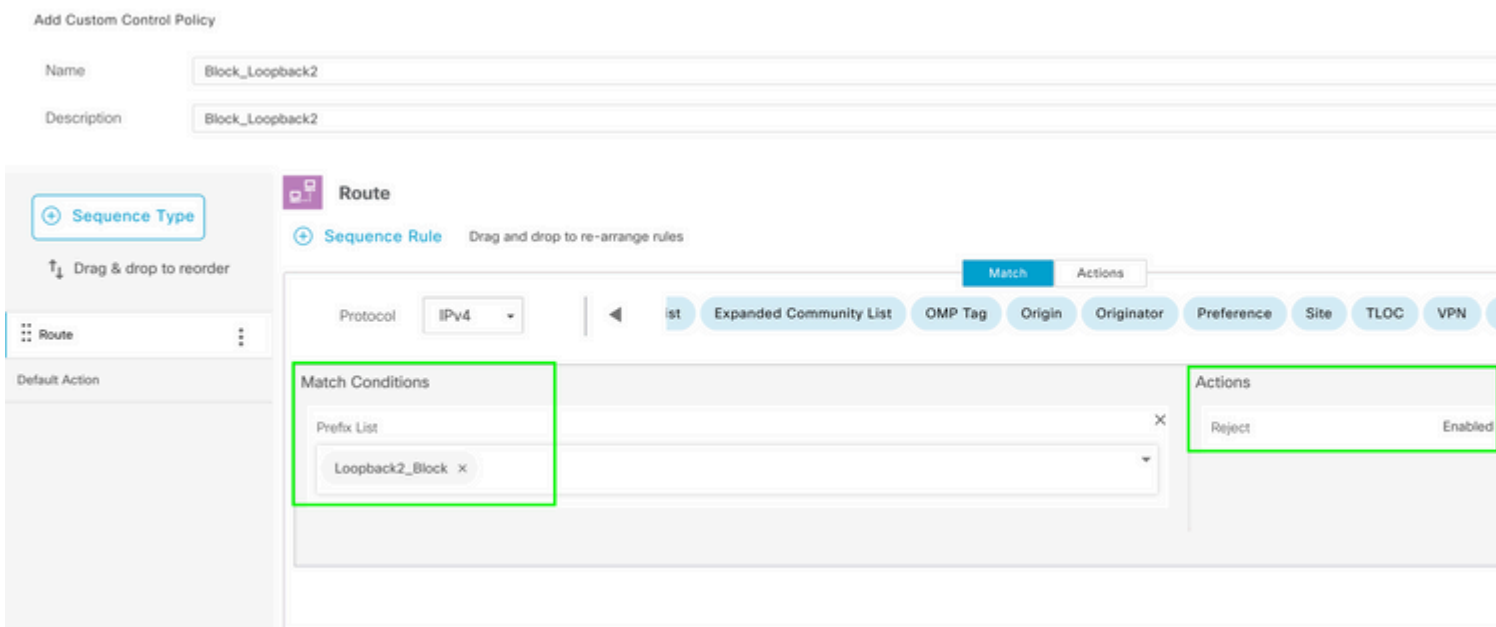 Add Custom Control Policy
Name Block_Loopback2
Description Block_Loopback2
Sequence Type
Drag & drop to reorder
Route
Default Action
Route
Sequence Rule Drag and drop to re-arrange rules
Match Actions
Protocol IPv4 ist Expanded Community List OMP Tag Origin Originator Preference Site TLOC VPN
Match Conditions
Prefix List
Loopback2_Block ×
Actions
Reject Enabled